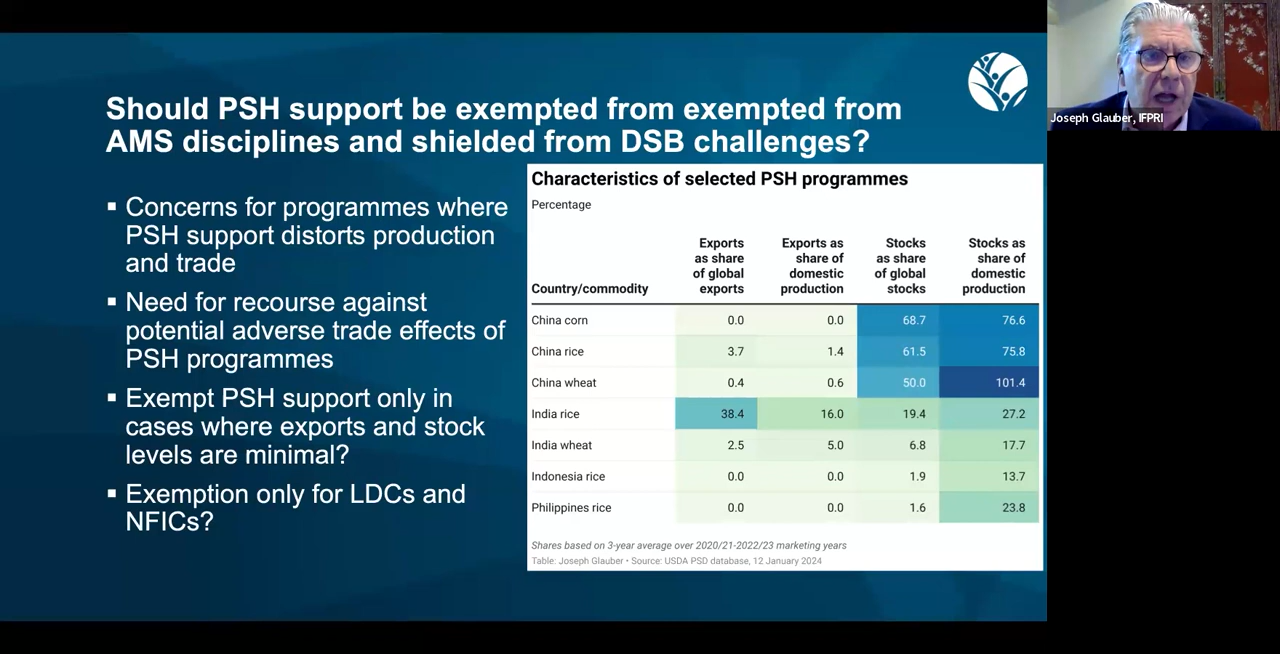 Should PSH support be exempted from exempted from
AMS disciplines and shielded from DSB challenges?
▪ Concerns for programmes where
PSH support distorts production
and trade
▪ Need for recourse against
potential adverse trade effects of
PSH programmes
▪ Exempt PSH support only in
cases where exports and stock
levels are minimal?
▪ Exemption only for LDCs and
NFICs?
Characteristics of selected PSH programmes
Percentage
Country/commodity | Exports as share of global exports | Exports as share of domestic production | Stocks as share of global stocks | Stocks as share of domestic production
China corn 0.0 0.0 68.7 76.6
China rice 3.7 1.4 61.5 75.8
China wheat 0.4 0.6 50.0 101.4
India rice 38.4 16.0 19.4 27.2
India wheat 2.5 5.0 6.8 17.7
Indonesia rice 0.0 0.0 1.9 13.7
Philippines rice 0.0 0.0 1.6 23.8
Shares based on 3-year average over 2020/21-2022/23 marketing years
Table: Joseph Glauber • Source: USDA PSD database, 12 January 2024
Joseph Glauber, IFPRI